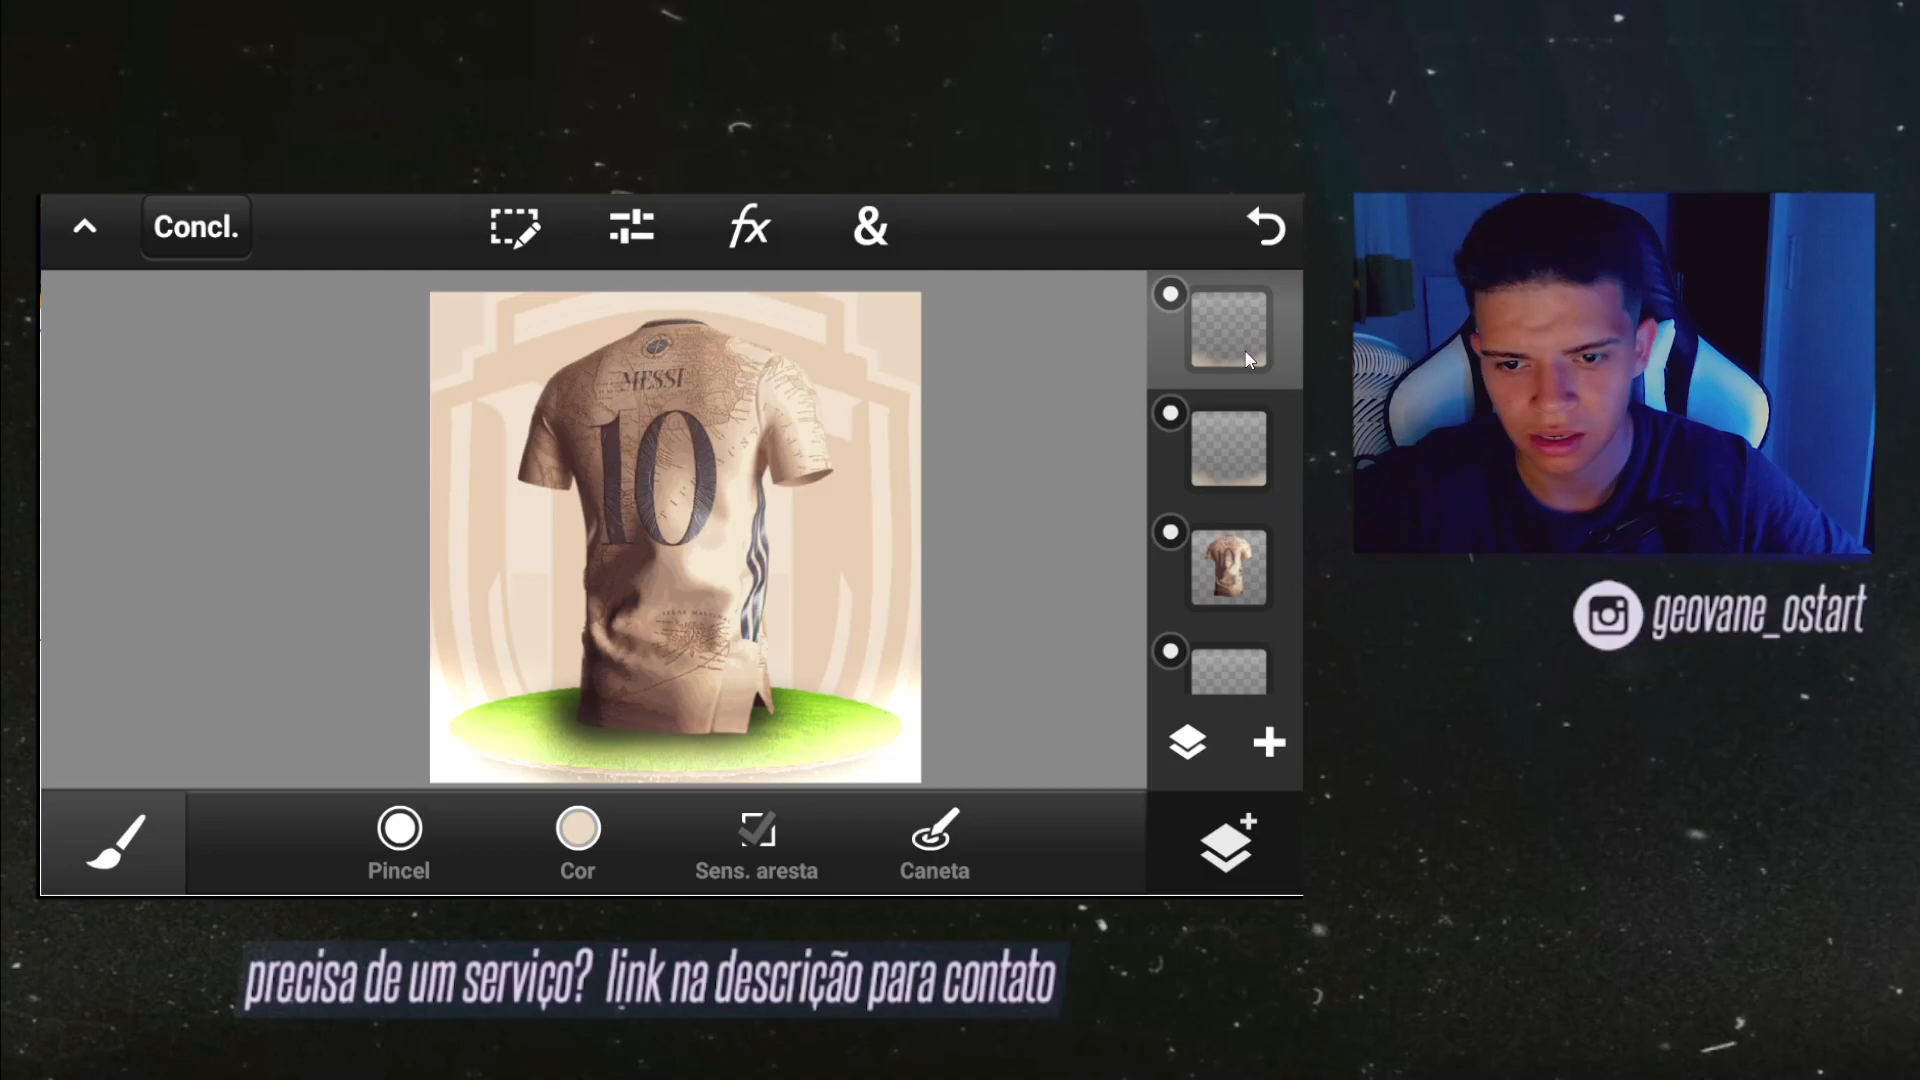 Concl.
fx
&
MESSI
10
Pincel
Cor
Sens. aresta
Caneta
geovane_ostart
precisa de um serviço? link na descrição para contato